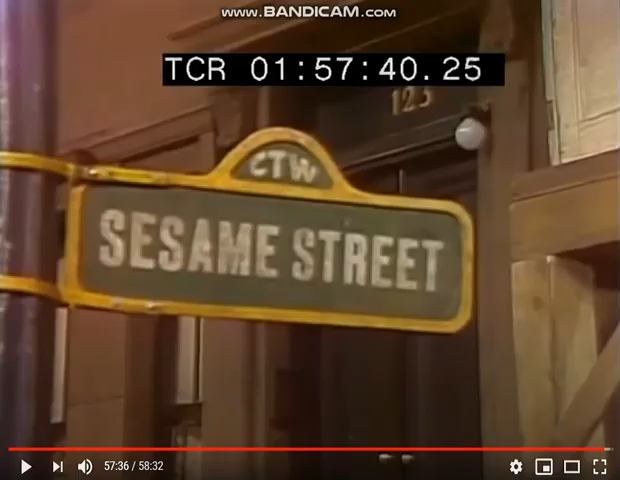 www.BANDICAM.com
TCR 01:57:40.25
123
CTW
SESAME STREET
57:36 / 58:32